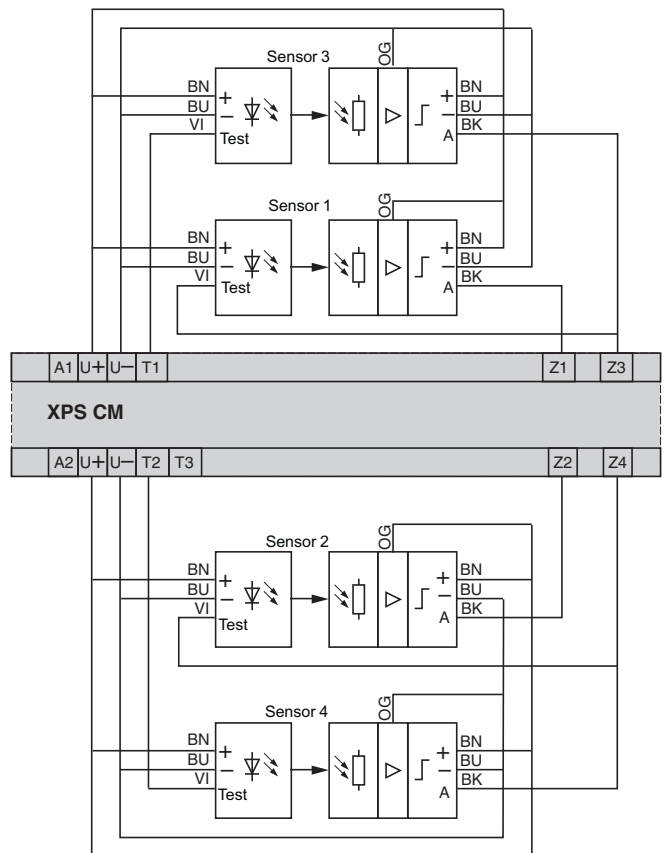 Sensor 3
OG
BN
+
BN
BU
–
+
BU
VI
Test
–
BK
A
Sensor 1
OG
BN
+
BN
BU
–
+
BU
VI
Test
–
BK
A
A1 U+ U– T1 Z1 Z3
XPS CM
A2 U+ U– T2 T3 Z2 Z4
Sensor 2
OG
BN
+
BN
BU
–
+
BU
VI
Test
–
BK
A
Sensor 4
OG
BN
+
BN
BU
–
+
BU
VI
Test
–
BK
A